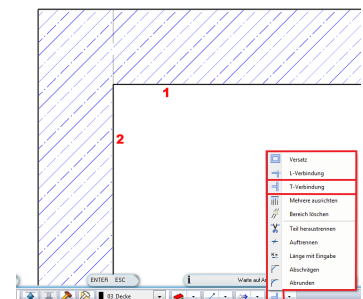 1
2
Versatz
L-Verbindung
T-Verbindung
Mehrere ausrichten
Bereich löschen
Teil heraustrennen
Auftrennen
Länge mit Eingabe
Abschrägen
Abrunden
ENTER ESC
i Warte auf
03 Decke